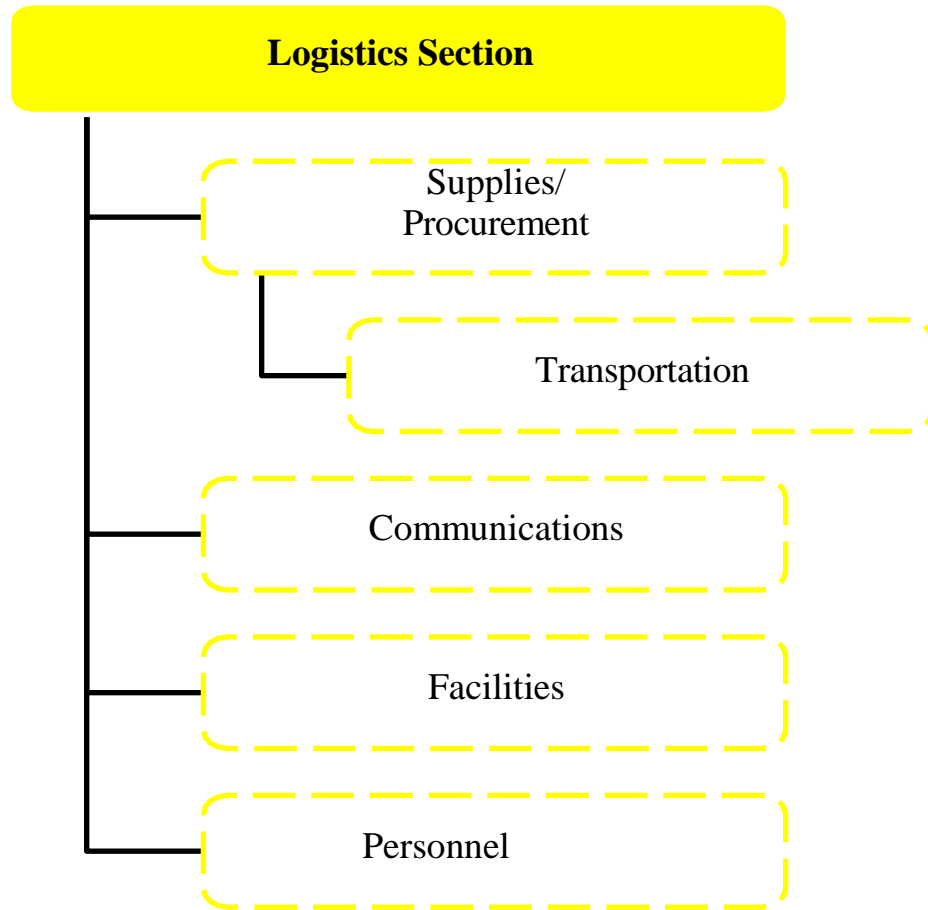 Logistics Section
Supplies/
Procurement
Transportation
Communications
Facilities
Personnel